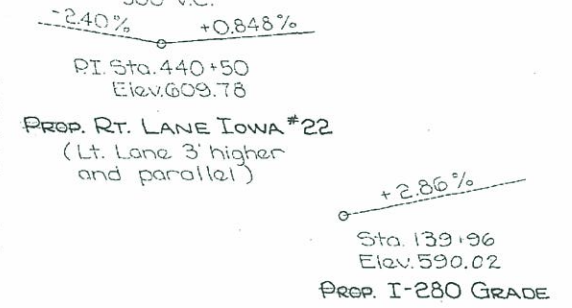 V.C.
-2.40% +0.848%
P.I. Sta. 440+50
Elev. 609.78
PROP. RT. LANE IOWA #22
(Lt. Lane 3' higher
and parallel)
+2.86%
Sta. 139+96
Elev. 590.02
PROP. I-280 GRADE